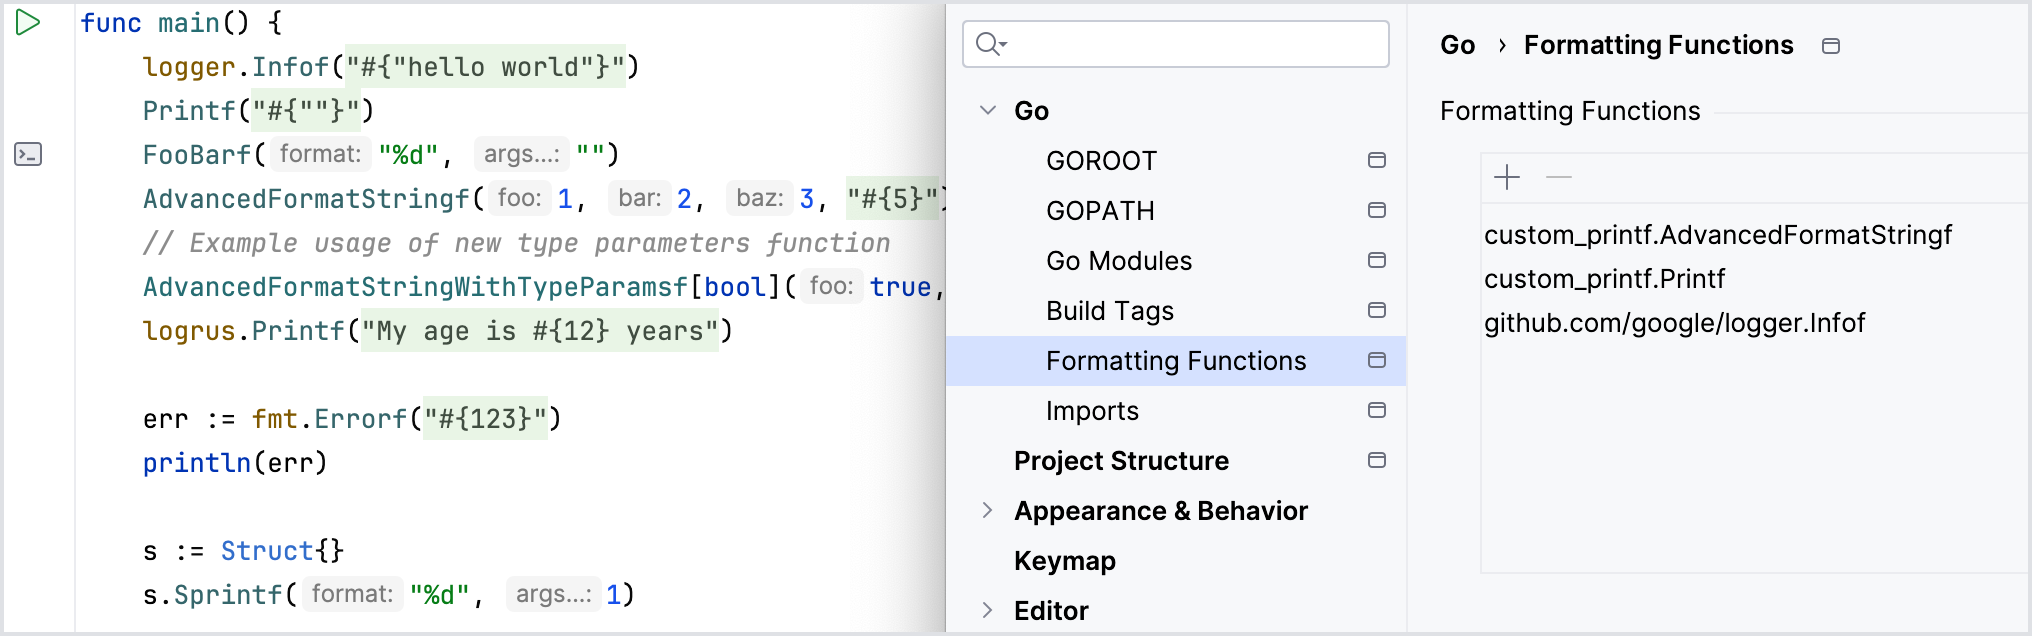 func main() {
logger.Infof("#{"hello world"}")
Printf("#{""}")
FooBarf( format: "%d", args...: "")
AdvancedFormatStringf( foo: 1, bar: 2, baz: 3, "#{5}")
// Example usage of new type parameters function
AdvancedFormatStringWithTypeParamsf[bool]( foo: true,
logrus.Printf("My age is #{12} years")
err := fmt.Errorf("#{123}")
println(err)
s := Struct{}
s.Sprintf( format: "%d", args...: 1)
Go
GOROOT
GOPATH
Go Modules
Build Tags
Formatting Functions
Imports
Project Structure
Appearance & Behavior
Keymap
Editor
Go › Formatting Functions
Formatting Functions
custom_printf.AdvancedFormatStringf
custom_printf.Printf
github.com/google/logger.Infof